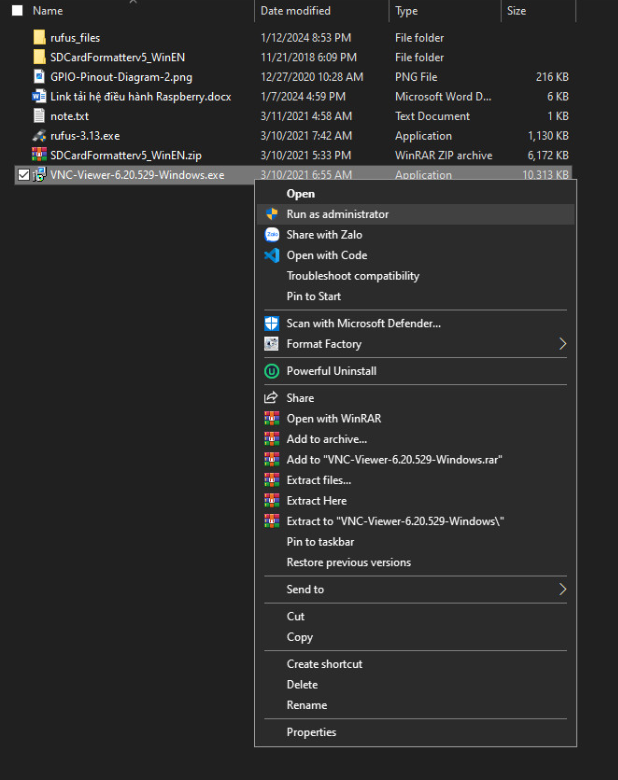 Name Date modified Type Size
rufus_files 1/12/2024 8:53 PM File folder
SDCardFormatterv5_WinEN 11/21/2018 6:09 PM File folder
GPIO-Pinout-Diagram-2.png 12/27/2020 10:28 AM PNG File 216 KB
Link tải hệ điều hành Raspberry.docx 1/7/2024 4:59 PM Microsoft Word D... 6 KB
note.txt 3/11/2021 4:58 AM Text Document 1 KB
rufus-3.13.exe 3/10/2021 7:42 AM Application 1,130 KB
SDCardFormatterv5_WinEN.zip 3/10/2021 5:33 PM WinRAR ZIP archive 6,172 KB
VNC-Viewer-6.20.529-Windows.exe 3/10/2021 6:55 AM Application 10,313 KB
Open
Run as administrator
Zalo Share with Zalo
Open with Code
Troubleshoot compatibility
Pin to Start
Scan with Microsoft Defender...
Format Factory
Powerful Uninstall
Share
Open with WinRAR
Add to archive...
Add to "VNC-Viewer-6.20.529-Windows.rar"
Extract files...
Extract Here
Extract to "VNC-Viewer-6.20.529-Windows\"
Pin to taskbar
Restore previous versions
Send to
Cut
Copy
Create shortcut
Delete
Rename
Properties